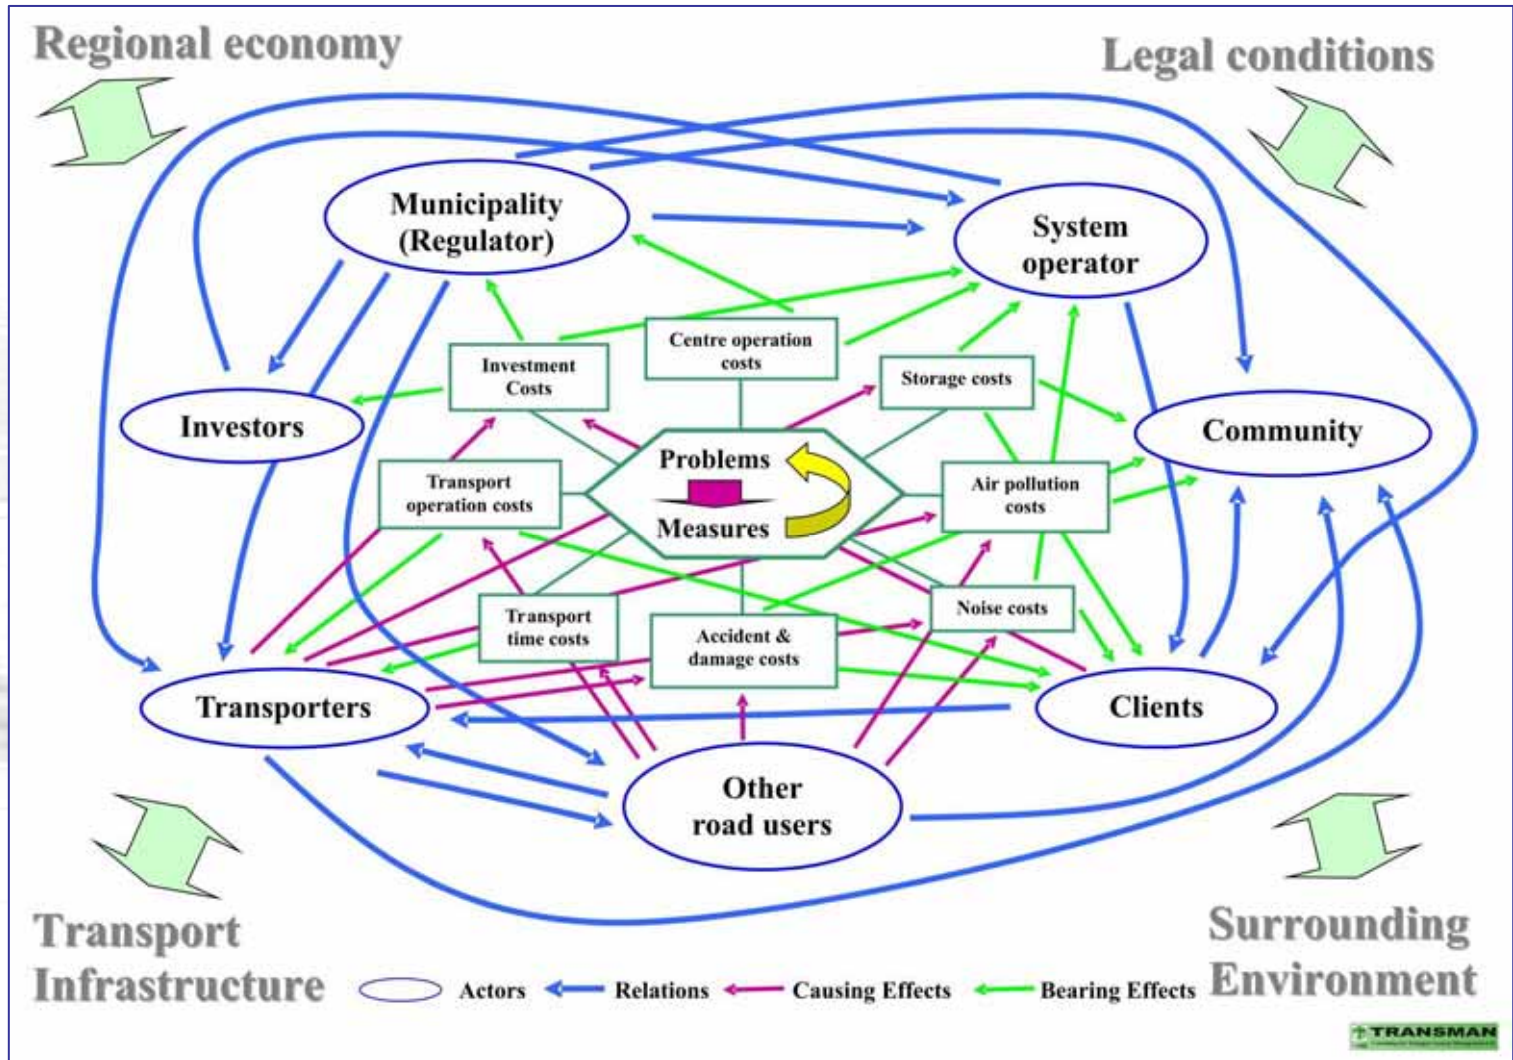 Regional economy
Legal conditions
Municipality
(Regulator)
System
operator
Centre operation
costs
Investment
Costs
Storage costs
Investors
Community
Problems
Measures
Transport
operation costs
Air pollution
costs
Transport
time costs
Accident &
damage costs
Noise costs
Transporters
Clients
Other
road users
Transport
Infrastructure
Surrounding
Environment
Actors
Relations
Causing Effects
Bearing Effects
TRANSMAN